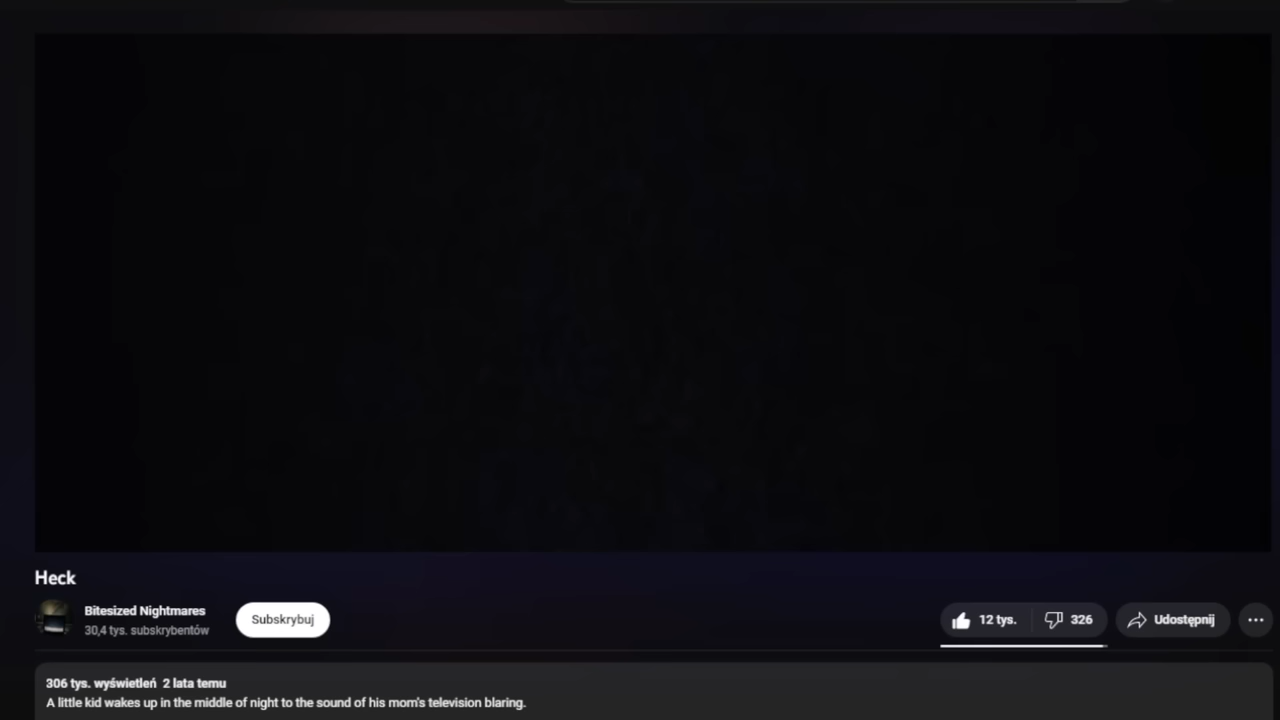 Heck
Bitesized Nightmares
30,4 tys. subskrybentów
Subskrybuj
12 tys.
326
Udostępnij
306 tys. wyświetleń 2 lata temu
A little kid wakes up in the middle of night to the sound of his mom's television blaring.